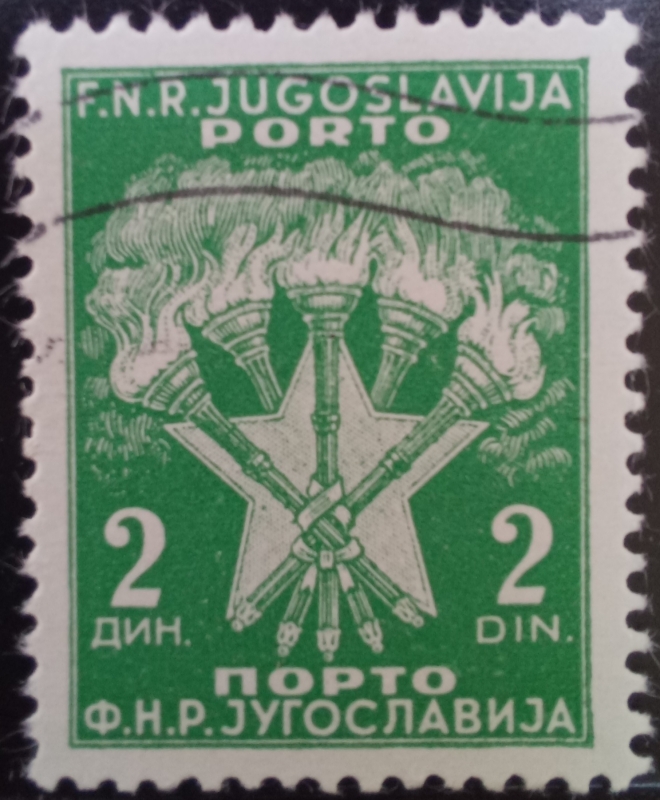 F.N.R. JUGOSLAVIJA
PORTO
2 2
ДИН. DIN.
ПОРТО
Ф.Н.Р. ЈУГОСЛАВИЈА